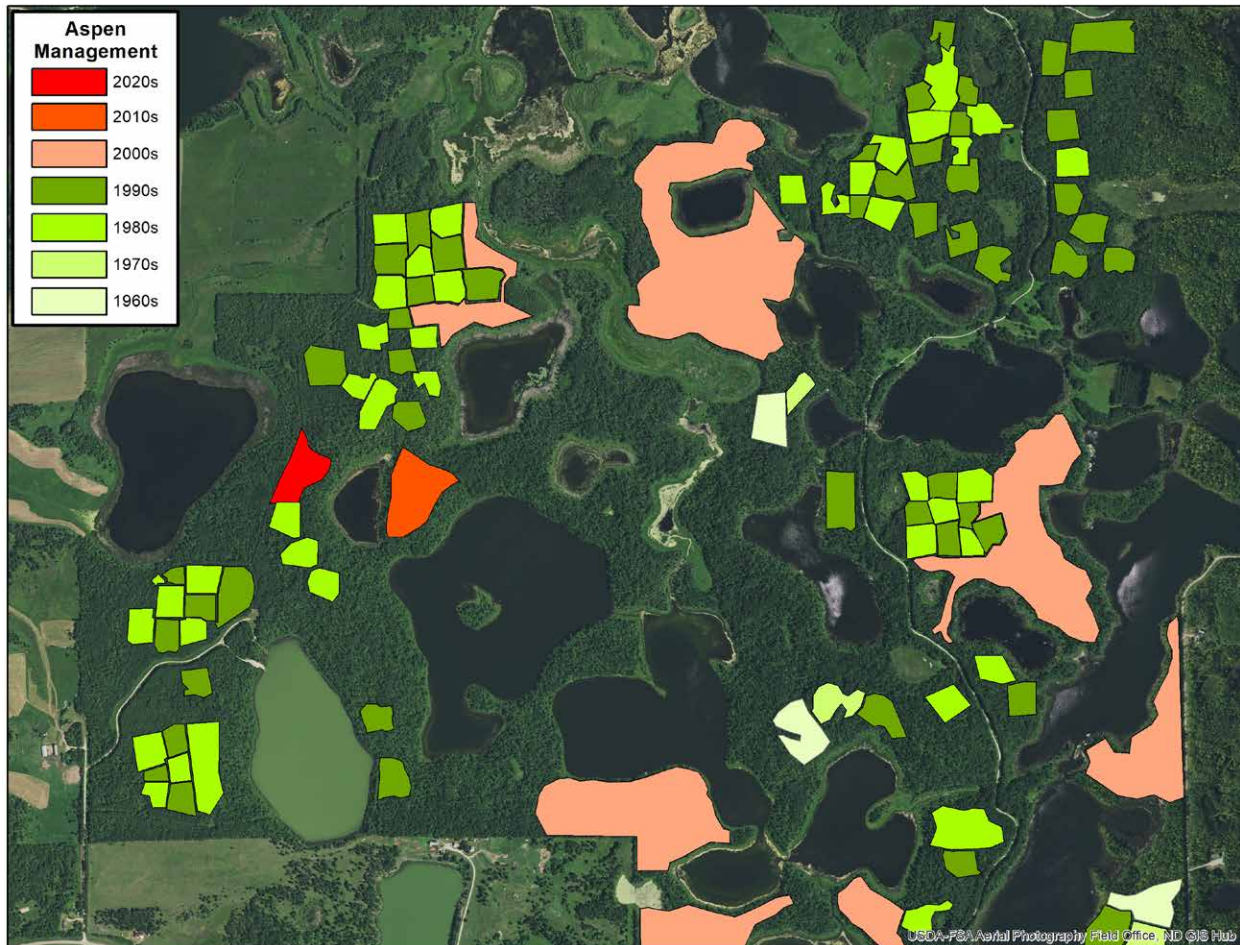 Aspen
Management
2020s
2010s
2000s
1990s
1980s
1970s
1960s
USDA-FSA Aerial Photography Field Office, ND GIS Hub